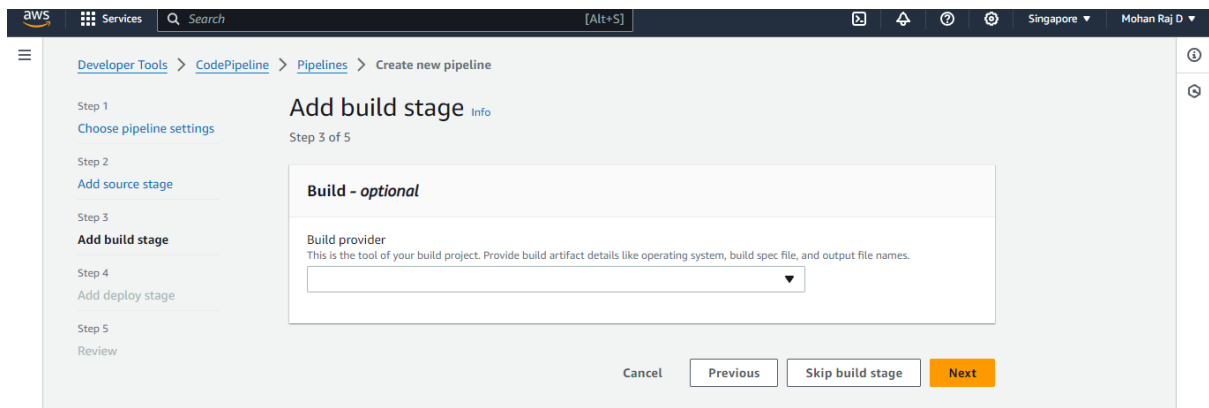 aws Services Search [Alt+S] Singapore ▼ Mohan Raj D ▼
Developer Tools > CodePipeline > Pipelines > Create new pipeline
Step 1
Choose pipeline settings
Step 2
Add source stage
Step 3
Add build stage
Step 4
Add deploy stage
Step 5
Review
Add build stage Info
Step 3 of 5
Build - optional
Build provider
This is the tool of your build project. Provide build artifact details like operating system, build spec file, and output file names.
Cancel Previous Skip build stage Next